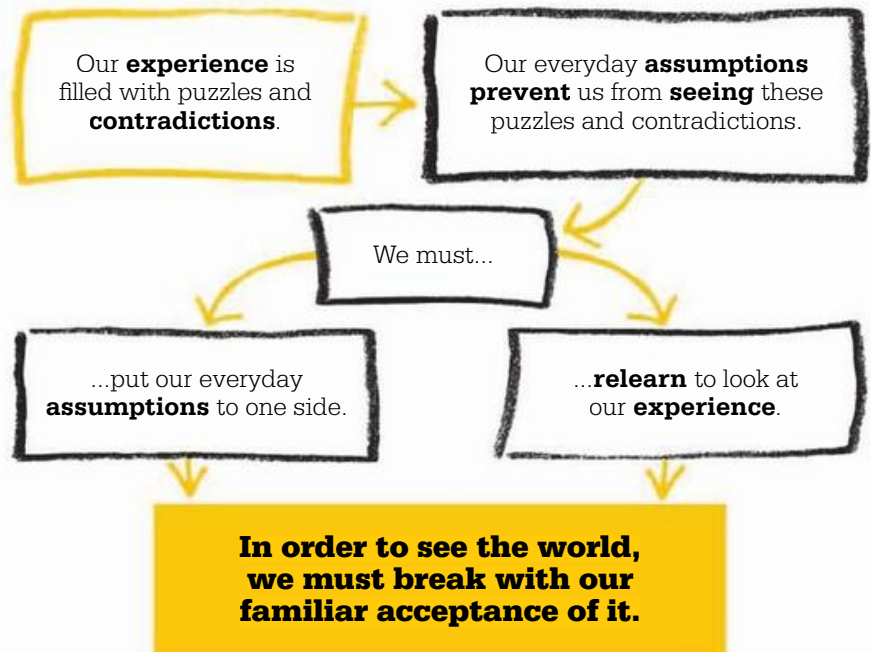 Our experience is
filled with puzzles and
contradictions.
Our everyday assumptions
prevent us from seeing these
puzzles and contradictions.
We must...
...put our everyday
assumptions to one side.
...relearn to look at
our experience.
In order to see the world,
we must break with our
familiar acceptance of it.